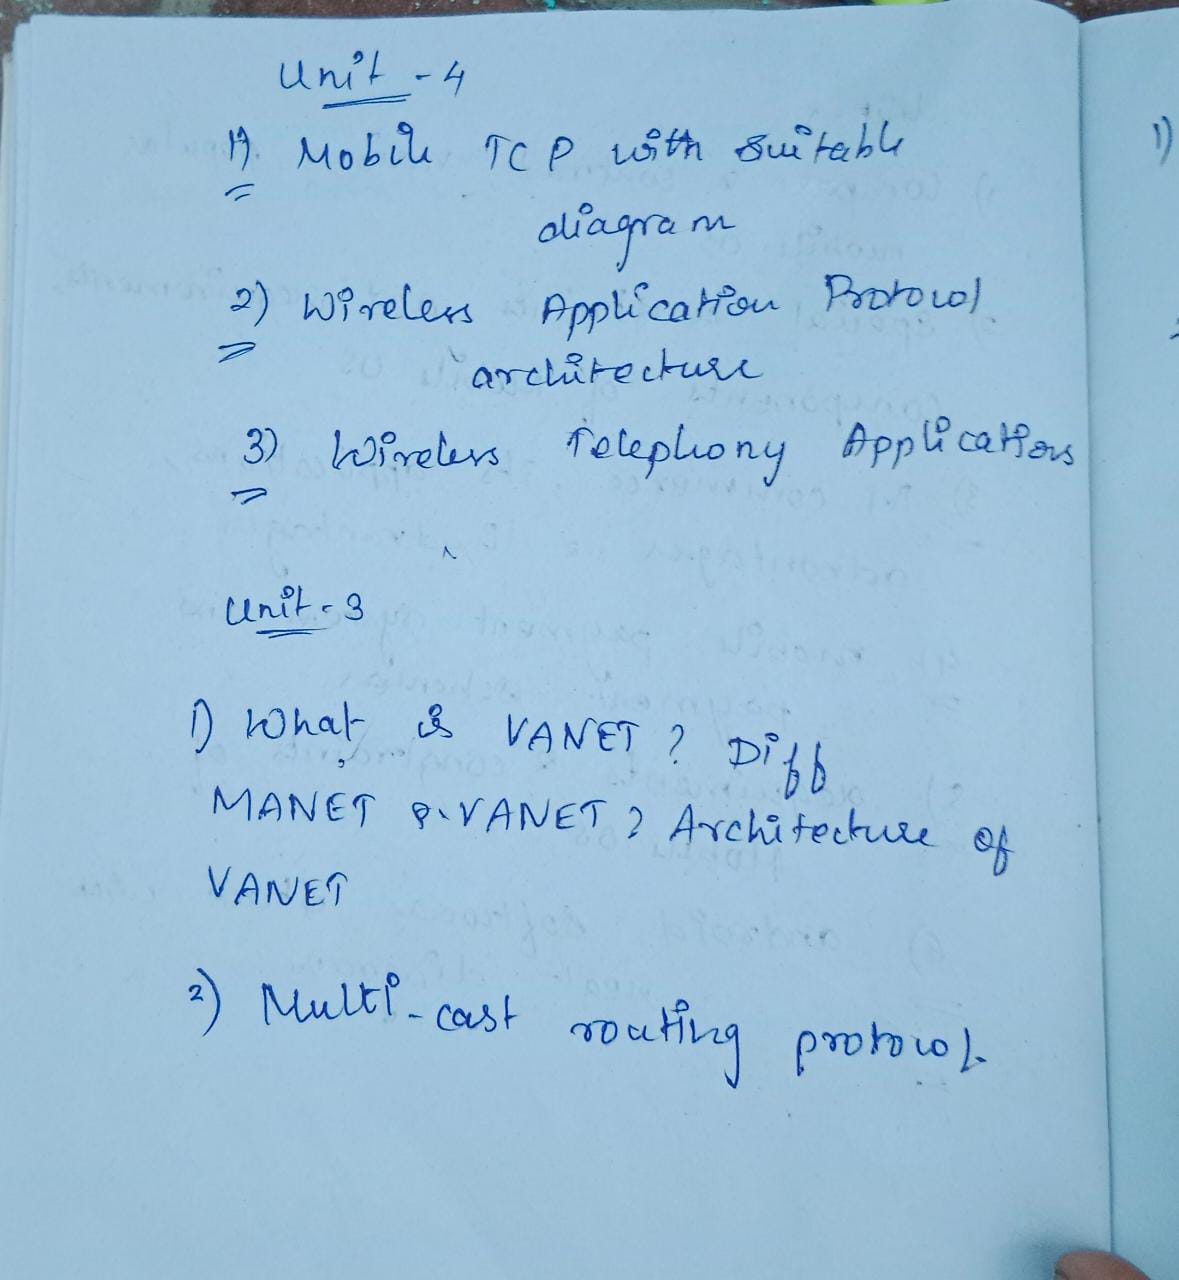 Unit - 4
1) Mobile TCP with suitable
diagram
2) Wireless Application Protocol
architecture
3) Wireless Telephony Applications
Unit - 3
1) What is VANET ? Diff
MANET & VANET ? Architecture of
VANET
2) Multi-cast routing protocol.
1)